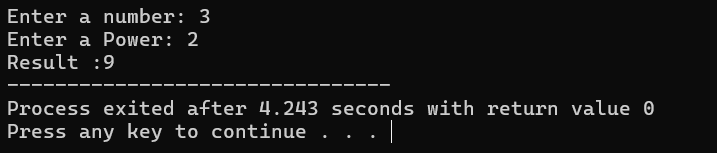 Enter a number: 3
Enter a Power: 2
Result :9
--------------------------------
Process exited after 4.243 seconds with return value 0
Press any key to continue . . .